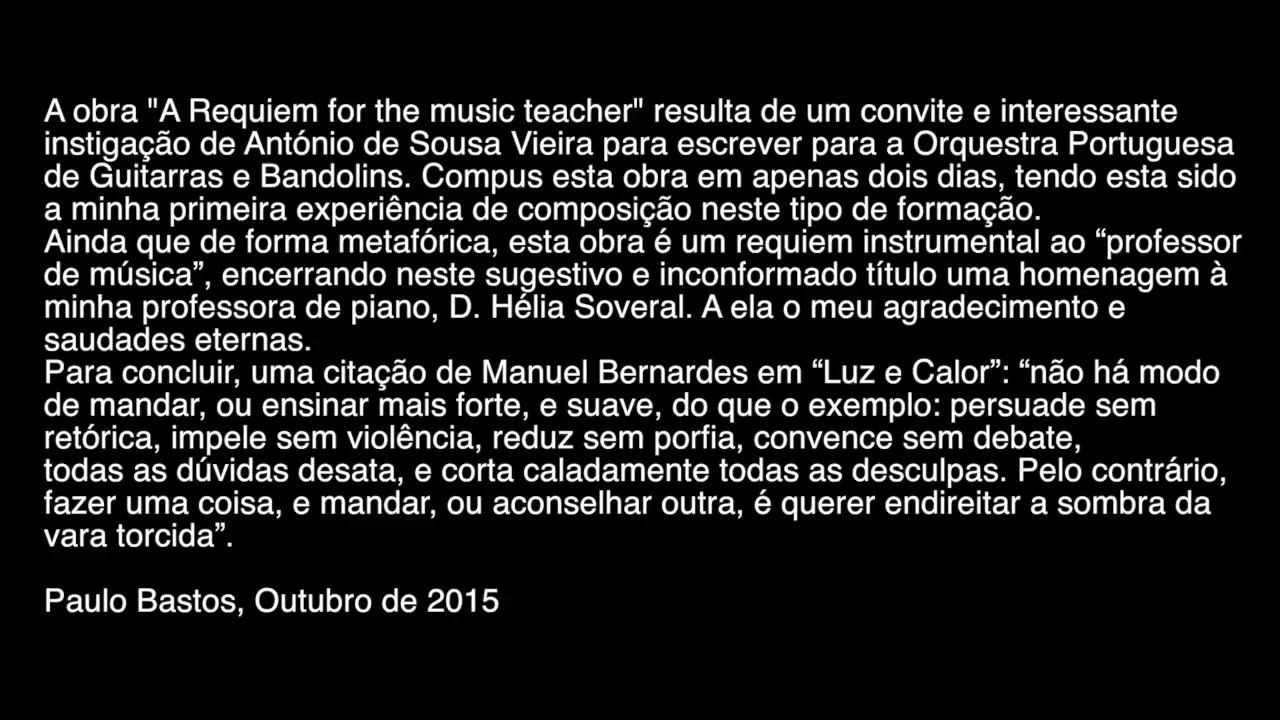 A obra "A Requiem for the music teacher" resulta de um convite e interessante
instigação de António de Sousa Vieira para escrever para a Orquestra Portuguesa
de Guitarras e Bandolins. Compus esta obra em apenas dois dias, tendo esta sido
a minha primeira experiência de composição neste tipo de formação.
Ainda que de forma metafórica, esta obra é um requiem instrumental ao “professor
de música”, encerrando neste sugestivo e inconformado título uma homenagem à
minha professora de piano, D. Hélia Soveral. A ela o meu agradecimento e
saudades eternas.
Para concluir, uma citação de Manuel Bernardes em “Luz e Calor”: “não há modo
de mandar, ou ensinar mais forte, e suave, do que o exemplo: persuade sem
retórica, impele sem violência, reduz sem porfia, convence sem debate,
todas as dúvidas desata, e corta caladamente todas as desculpas. Pelo contrário,
fazer uma coisa, e mandar, ou aconselhar outra, é querer endireitar a sombra da
vara torcida”.
Paulo Bastos, Outubro de 2015